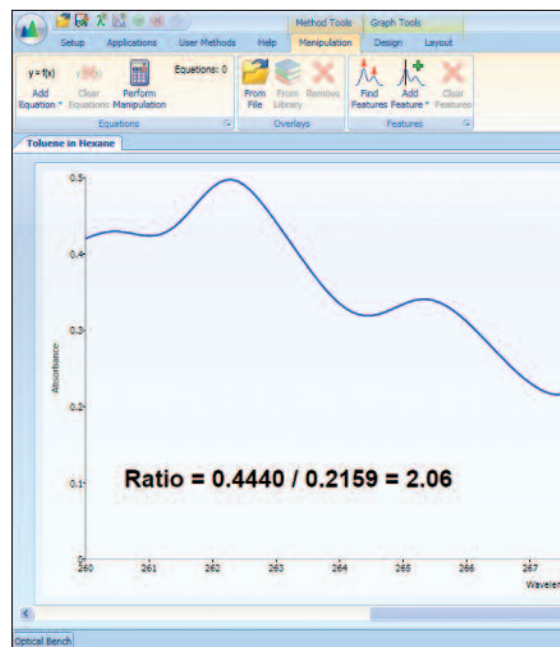 Method Tools Graph Tools
Setup Applications User Methods Help Manipulation Design Layout
y = f(x) Equations: 0
Add Equation Clear Equations Perform Manipulation From File From Library Remove Find Features Add Feature Clear Features
Equations Overlays Features
Toluene in Hexane
0.5
0.4
0.3
Absorbance
0.2
0.1
Ratio = 0.4440 / 0.2159 = 2.06
0
260 261 262 263 264 265 266 267
Wavelen
Optical Bench